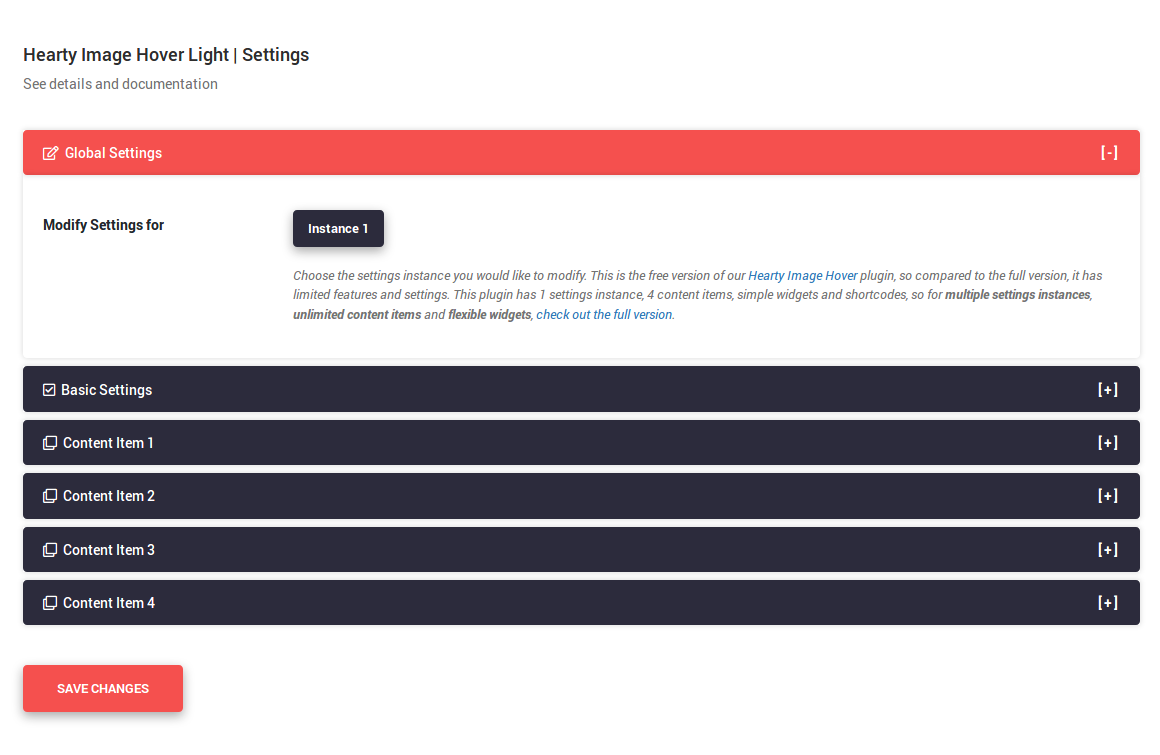 Hearty Image Hover Light | Settings
See details and documentation
Global Settings [-]
Modify Settings for Instance 1
Choose the settings instance you would like to modify. This is the free version of our Hearty Image Hover plugin, so compared to the full version, it has
limited features and settings. This plugin has 1 settings instance, 4 content items, simple widgets and shortcodes, so for multiple settings instances,
unlimited content items and flexible widgets, check out the full version.
Basic Settings [+]
Content Item 1 [+]
Content Item 2 [+]
Content Item 3 [+]
Content Item 4 [+]
SAVE CHANGES